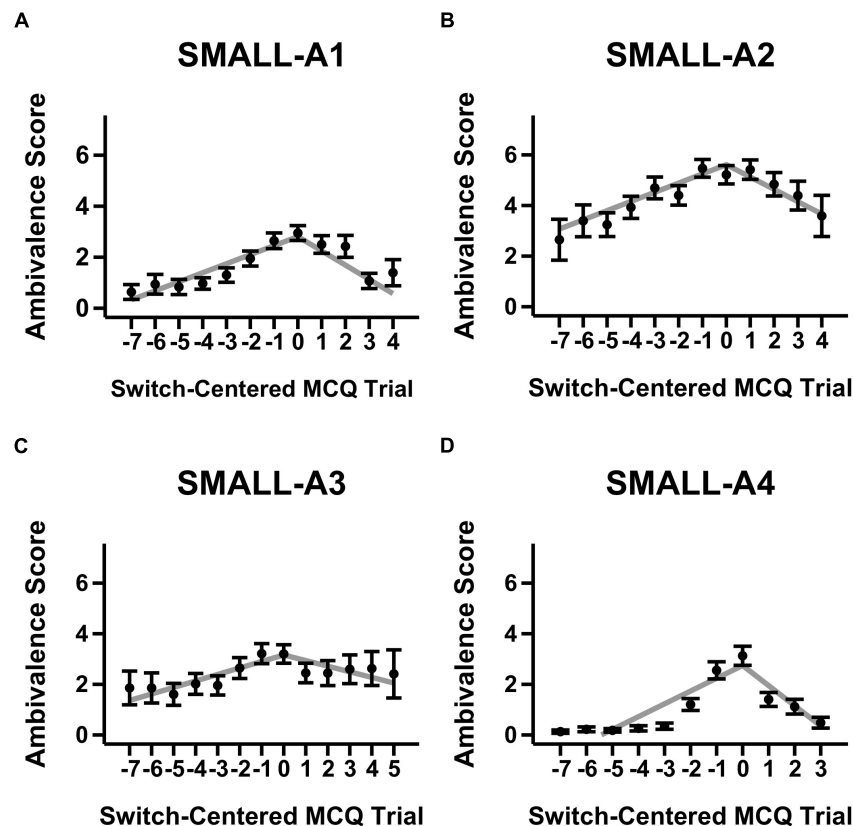 A
SMALL-A1
Ambivalence Score
6
4
2
0
-7 -6 -5 -4 -3 -2 -1 0 1 2 3 4
Switch-Centered MCQ Trial
B
SMALL-A2
Ambivalence Score
6
4
2
0
-7 -6 -5 -4 -3 -2 -1 0 1 2 3 4
Switch-Centered MCQ Trial
C
SMALL-A3
Ambivalence Score
6
4
2
0
-7 -6 -5 -4 -3 -2 -1 0 1 2 3 4 5
Switch-Centered MCQ Trial
D
SMALL-A4
Ambivalence Score
6
4
2
0
-7 -6 -5 -4 -3 -2 -1 0 1 2 3
Switch-Centered MCQ Trial